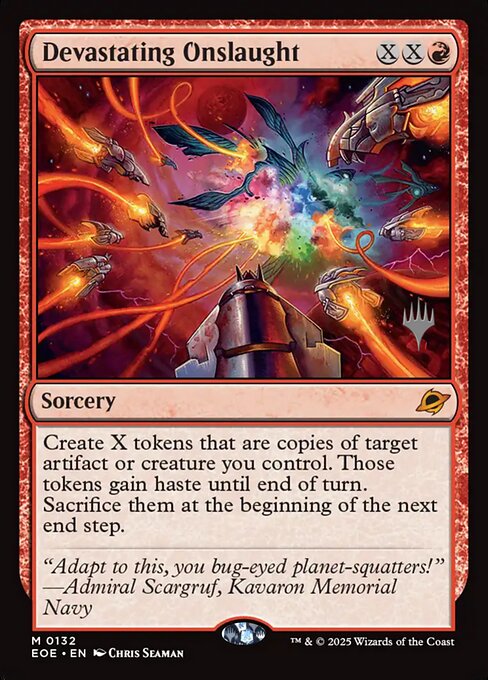 Devastating Onslaught XXR
Sorcery
Create X tokens that are copies of target
artifact or creature you control. Those
tokens gain haste until end of turn.
Sacrifice them at the beginning of the next
end step.
“Adapt to this, you bug-eyed planet-squatters!”
—Admiral Scargruf, Kavaron Memorial
Navy
M 0132
EOE • EN Chris Seaman
™ & © 2025 Wizards of the Coast